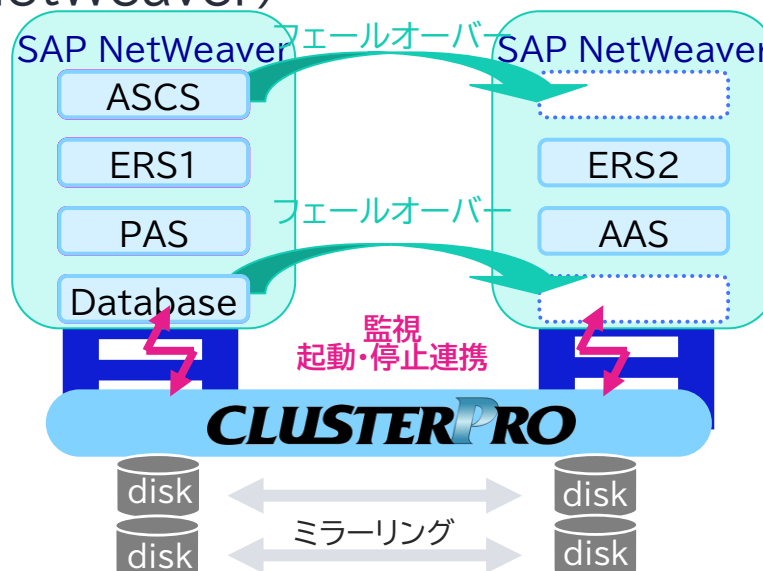 NetWeaver)
SAP NetWeaver
フェールオーバー
SAP NetWeaver
ASCS
ERS1
ERS2
フェールオーバー
PAS
AAS
Database
監視
起動・停止連携
CLUSTERPRO
disk
disk
ミラーリング
disk
disk